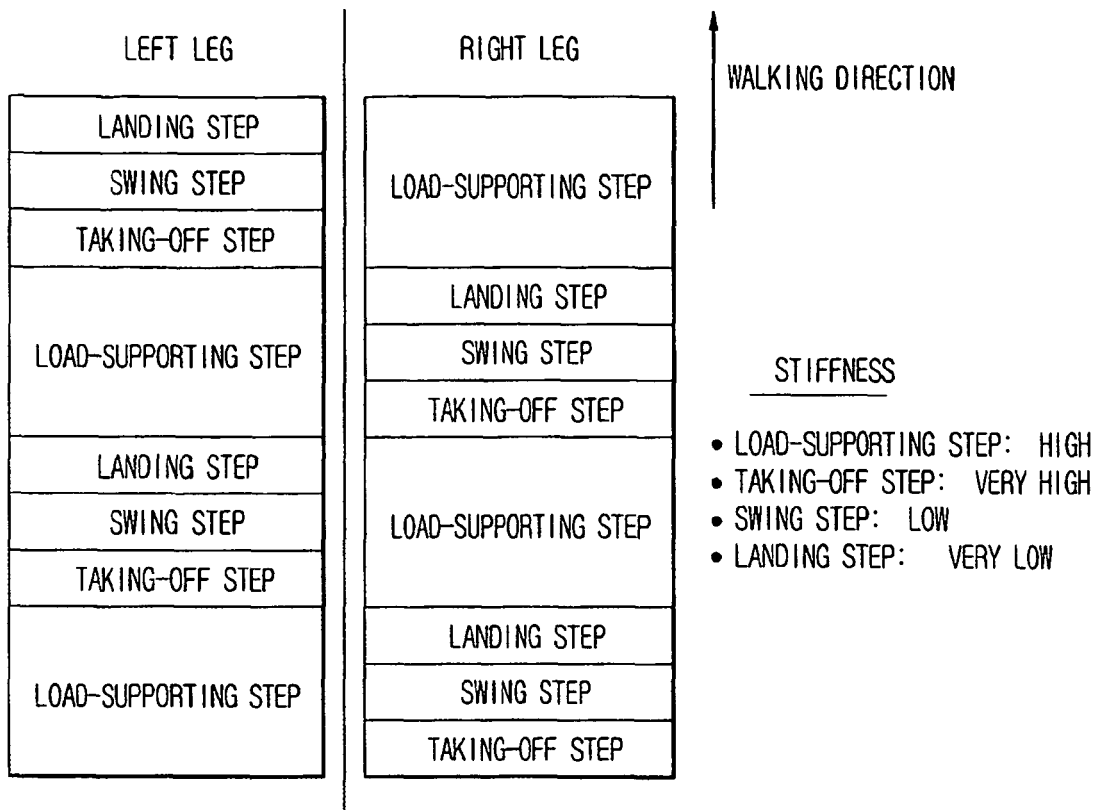 LEFT LEG
LANDING STEP
SWING STEP
TAKING-OFF STEP
LOAD-SUPPORTING STEP
LANDING STEP
SWING STEP
TAKING-OFF STEP
LOAD-SUPPORTING STEP
RIGHT LEG
LOAD-SUPPORTING STEP
LANDING STEP
SWING STEP
TAKING-OFF STEP
LOAD-SUPPORTING STEP
LANDING STEP
SWING STEP
TAKING-OFF STEP
WALKING DIRECTION
STIFFNESS
• LOAD-SUPPORTING STEP: HIGH
• TAKING-OFF STEP: VERY HIGH
• SWING STEP: LOW
• LANDING STEP: VERY LOW